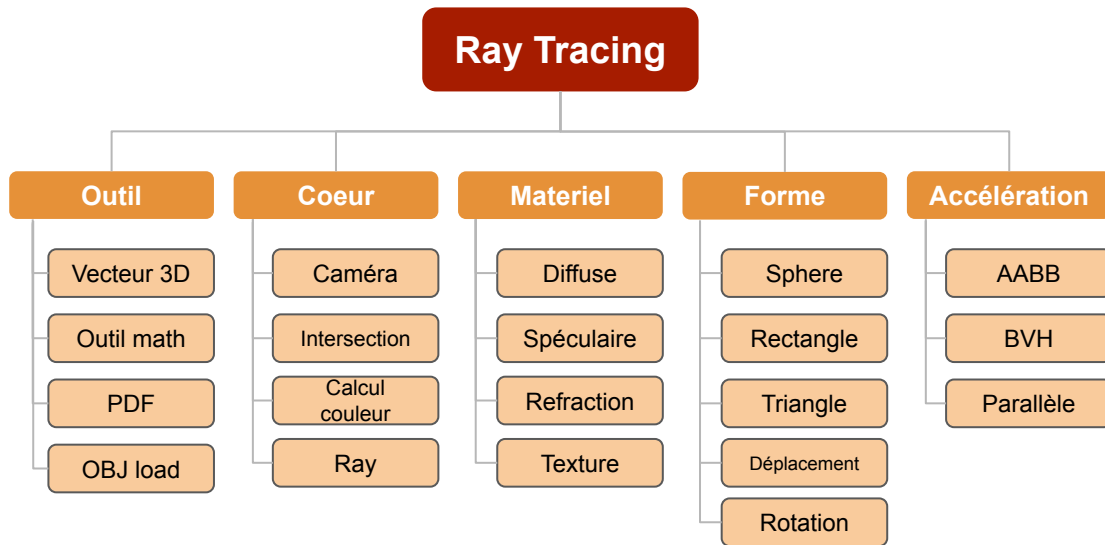 Ray Tracing
Outil
Vecteur 3D
Outil math
PDF
OBJ load
Coeur
Caméra
Intersection
Calcul
couleur
Ray
Materiel
Diffuse
Spéculaire
Refraction
Texture
Forme
Sphere
Rectangle
Triangle
Déplacement
Rotation
Accélération
AABB
BVH
Parallèle